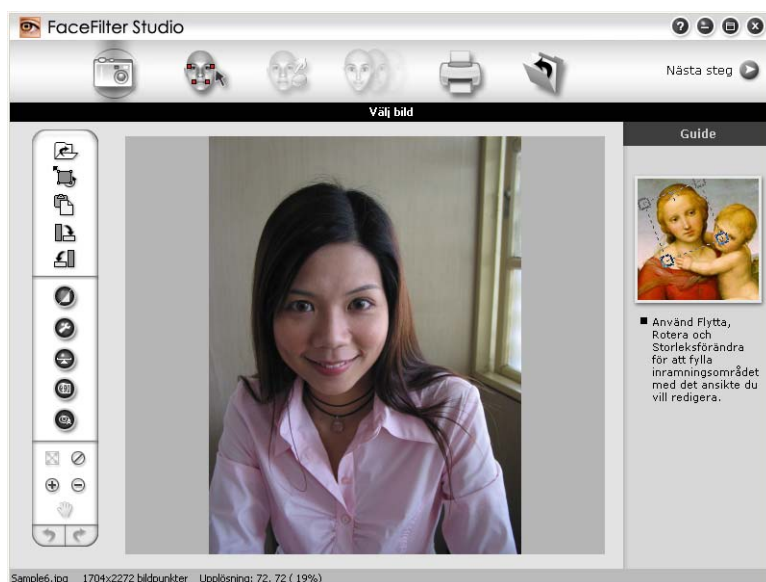 FaceFilter Studio
Nästa steg
Välj bild
Guide
Använd Flytta,
Rotera och
Storleksförändra
för att fylla
inramningsområdet
med det ansikte du
vill redigera.
Sample6.jpg 1704x2272 bildpunkter Upplösning: 72, 72 ( 19%)